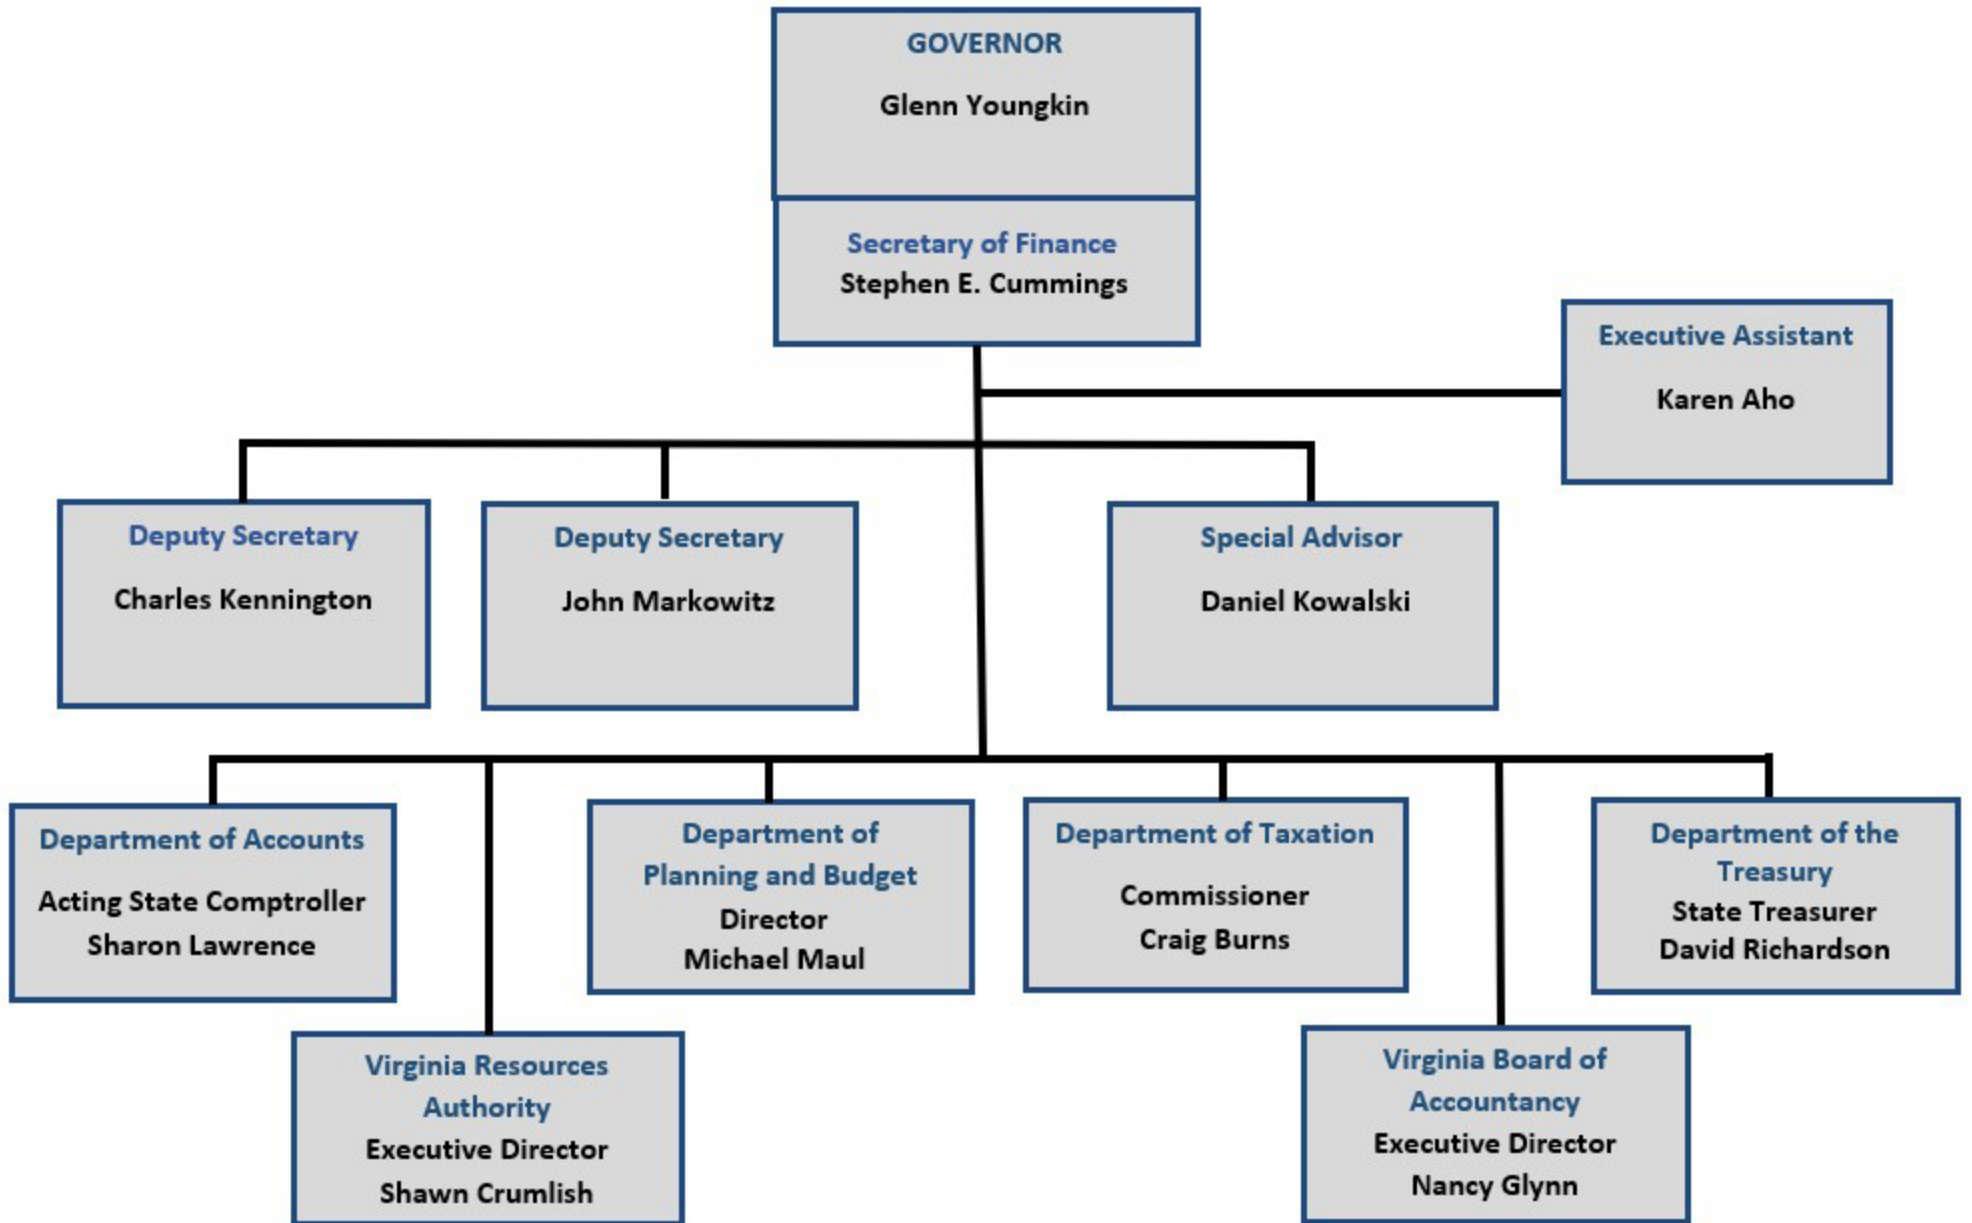 GOVERNOR
Glenn Youngkin
Secretary of Finance
Stephen E. Cummings
Executive Assistant
Karen Aho
Deputy Secretary
Charles Kennington
Deputy Secretary
John Markowitz
Special Advisor
Daniel Kowalski
Department of Accounts
Acting State Comptroller
Sharon Lawrence
Department of
Planning and Budget
Director
Michael Maul
Department of Taxation
Commissioner
Craig Burns
Department of the
Treasury
State Treasurer
David Richardson
Virginia Resources
Authority
Executive Director
Shawn Crumlish
Virginia Board of
Accountancy
Executive Director
Nancy Glynn